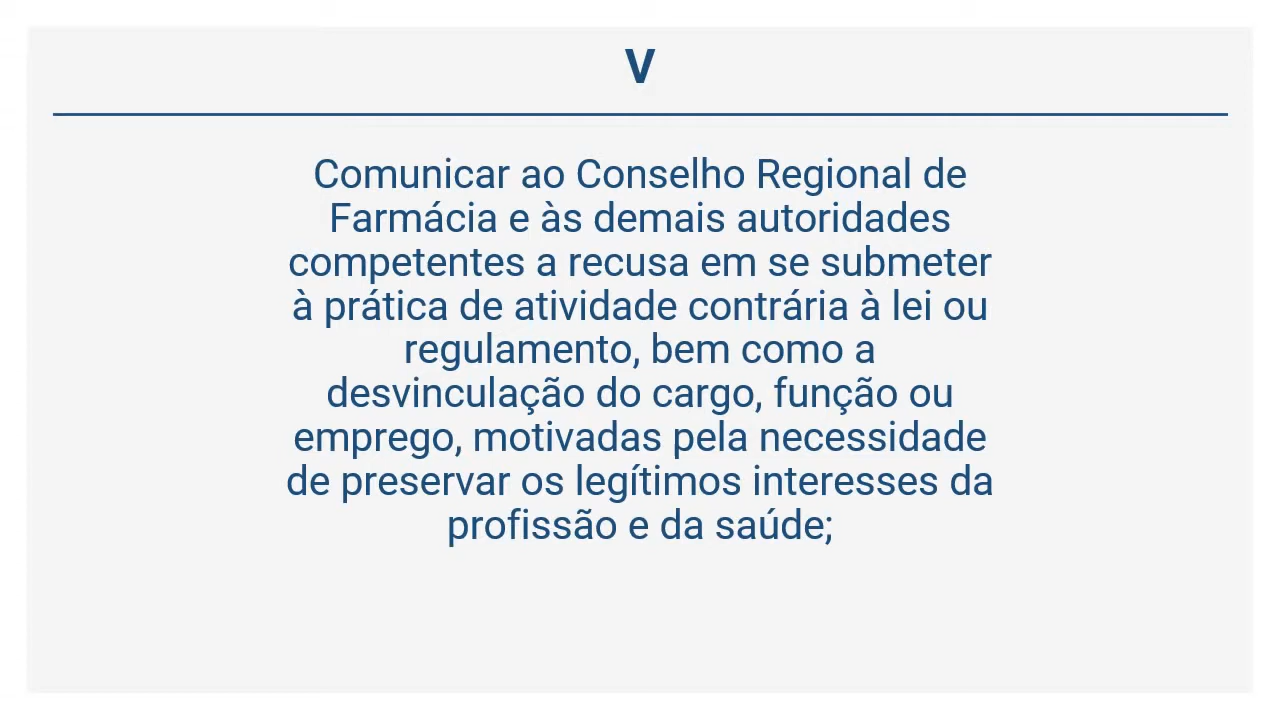 V
Comunicar ao Conselho Regional de
Farmácia e às demais autoridades
competentes a recusa em se submeter
à prática de atividade contrária à lei ou
regulamento, bem como a
desvinculação do cargo, função ou
emprego, motivadas pela necessidade
de preservar os legítimos interesses da
profissão e da saúde;